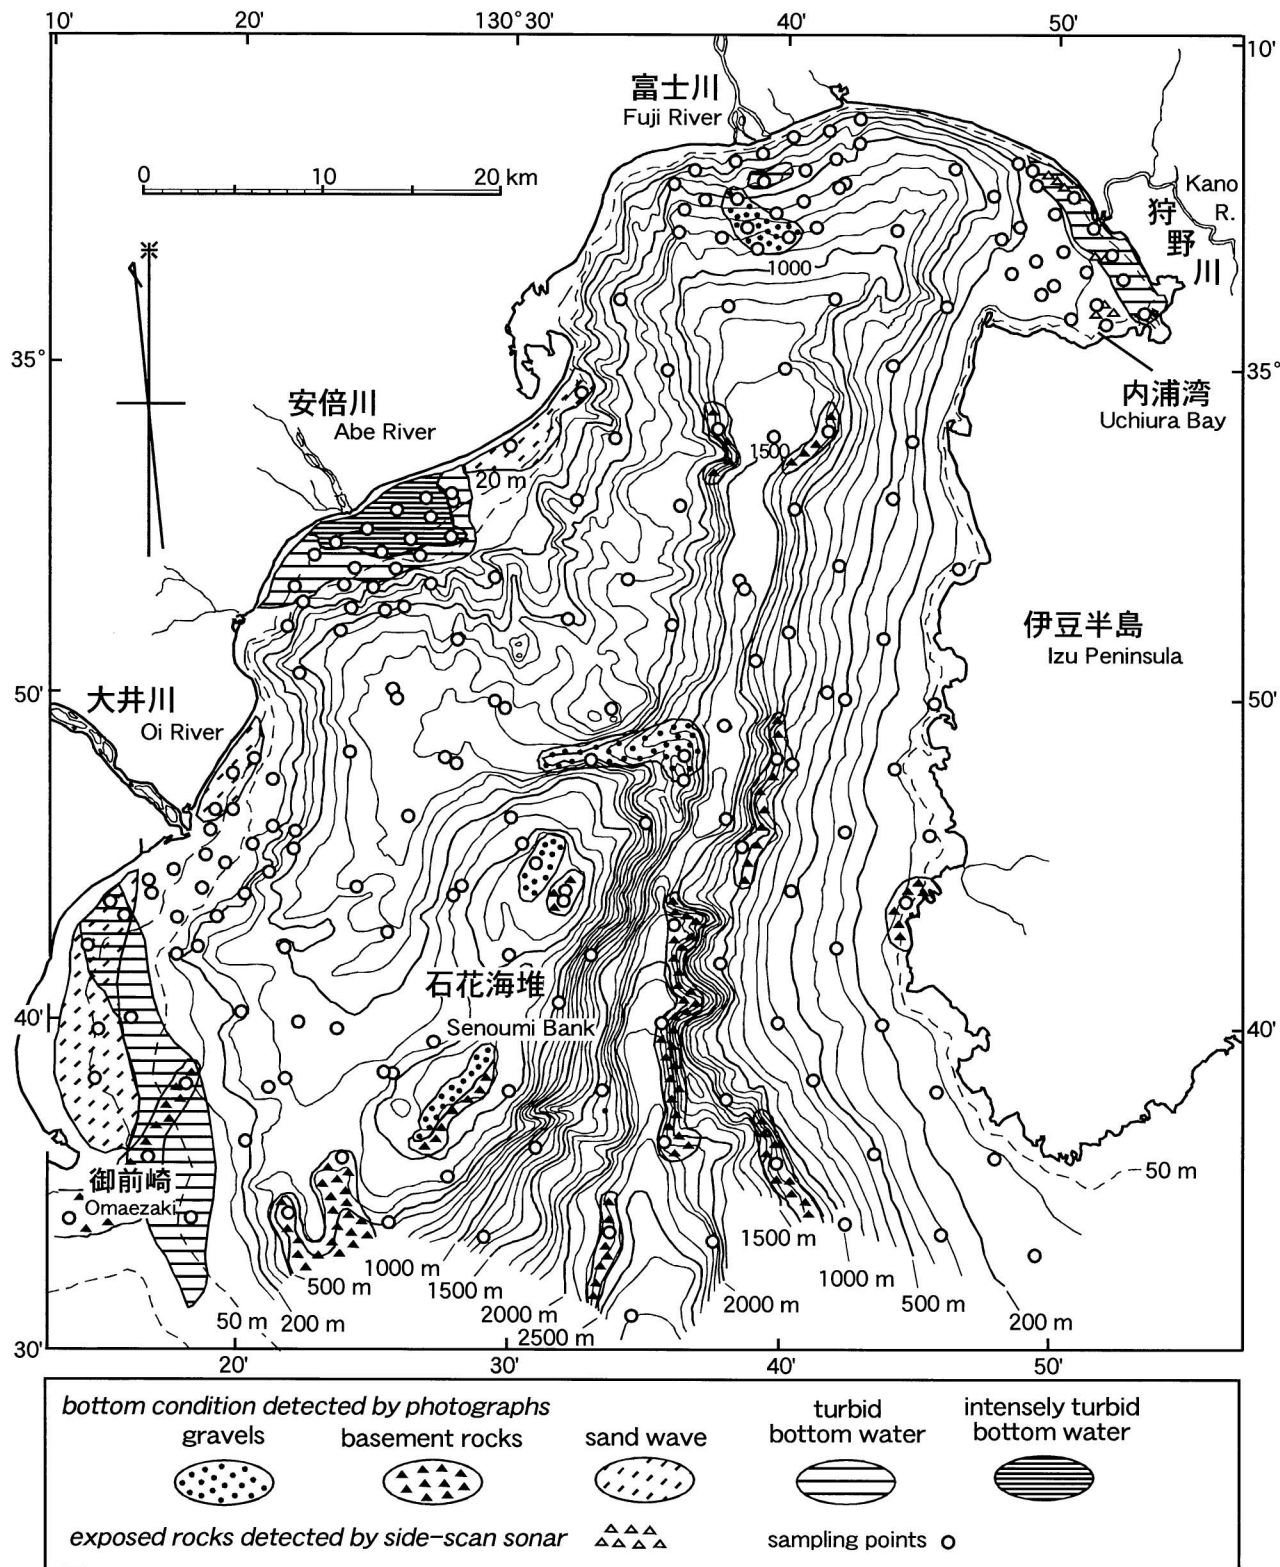 10'
20'
130° 30'
40'
50'
10'
富士川
Fuji River
0
10
20 km
Kano
R.
狩
野
川
1000
35°
35°
安倍川
Abe River
内浦湾
Uchiura Bay
1500
20 m
伊豆半島
Izu Peninsula
50'
50'
大井川
Oi River
石花海堆
Senoumi Bank
40'
40'
御前崎
Omaezaki
50 m
1500 m
1000 m
500 m
200 m
500 m
1000 m
1500 m
2000 m
2500 m
2000 m
50 m
200 m
30'
20'
30'
40'
50'
bottom condition detected by photographs
gravels
basement rocks
sand wave
turbid
bottom water
intensely turbid
bottom water
exposed rocks detected by side-scan sonar
sampling points